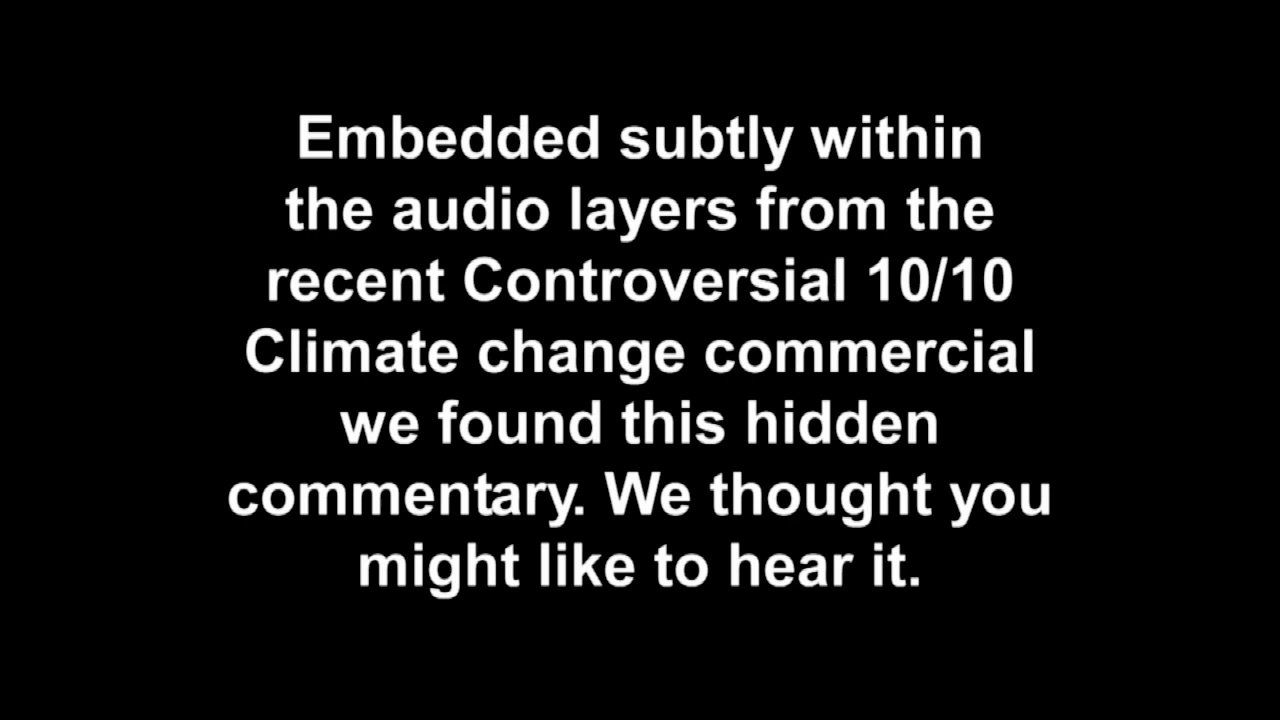 Embedded subtly within
the audio layers from the
recent Controversial 10/10
Climate change commercial
we found this hidden
commentary. We thought you
might like to hear it.